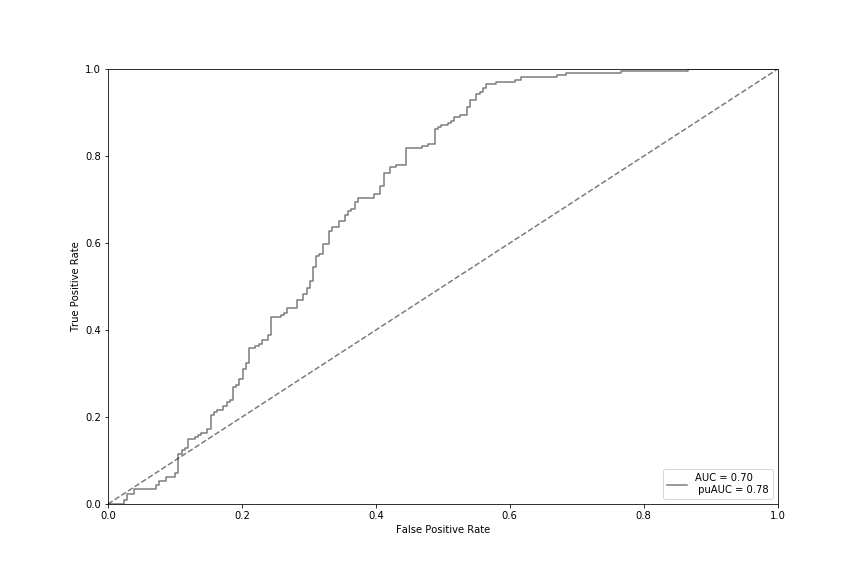 1.0
0.8
0.6
0.4
0.2
0.0
True Positive Rate
0.0 0.2 0.4 0.6 0.8 1.0
False Positive Rate
AUC = 0.70
puAUC = 0.78